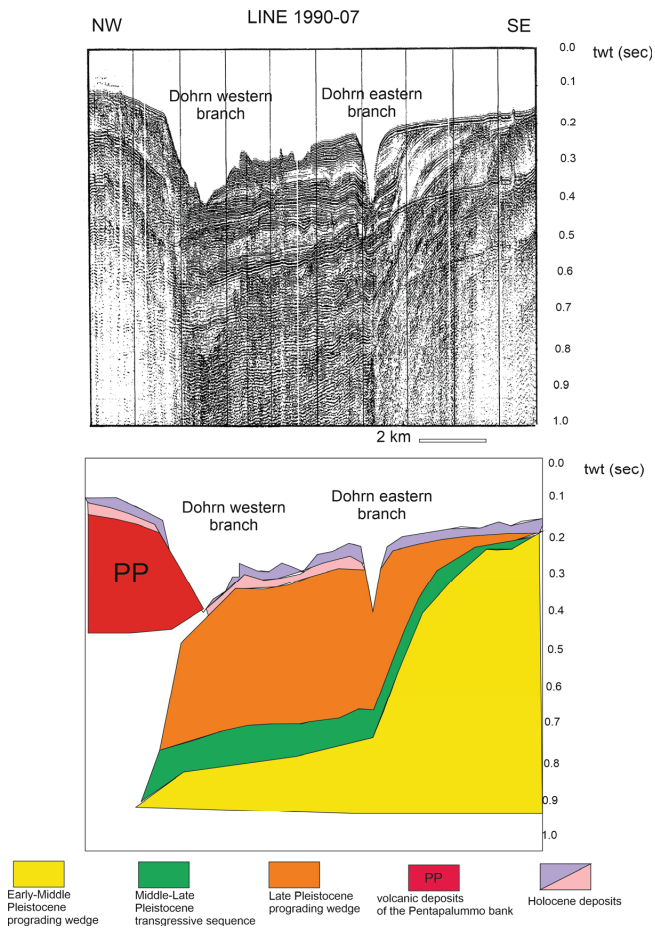 LINE 1990-07
NW
SE
twt (sec)
Dohrn western
branch
Dohrn eastern
branch
0.0
0.1
0.2
0.3
0.4
0.5
0.6
0.7
0.8
0.9
1.0
2 km
twt (sec)
Dohrn western
branch
Dohrn eastern
branch
PP
0.0
0.1
0.2
0.3
0.4
0.5
0.6
0.7
0.8
0.9
1.0
Early-Middle
Pleistocene
prograding wedge
Middle-Late
Pleistocene
transgressive sequence
Late Pleistocene
prograding wedge
PP
volcanic deposits
of the Pentapalummo bank
Holocene deposits